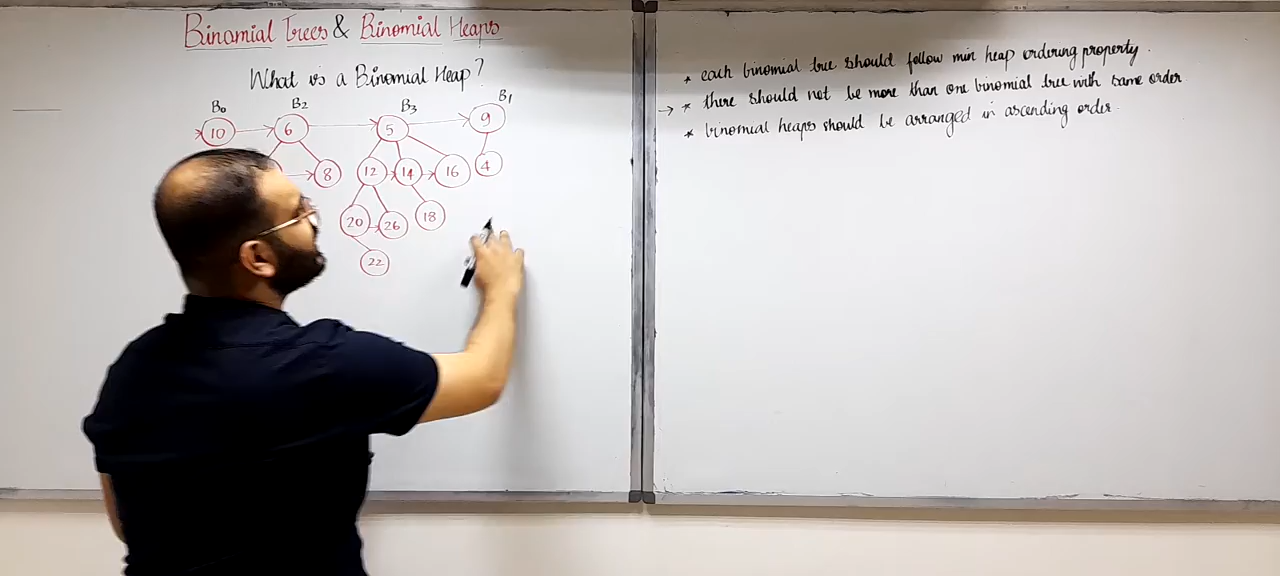 Binomial Trees & Binomial Heaps
What is a Binomial Heap?
B0 B2 B3 B1
10 6 5 9
8 12 14 16 4
20 26 18
22
* each binomial tree should follow min heap ordering property.
→ * there should not be more than one binomial tree with same order
* binomial heaps should be arranged in ascending order.